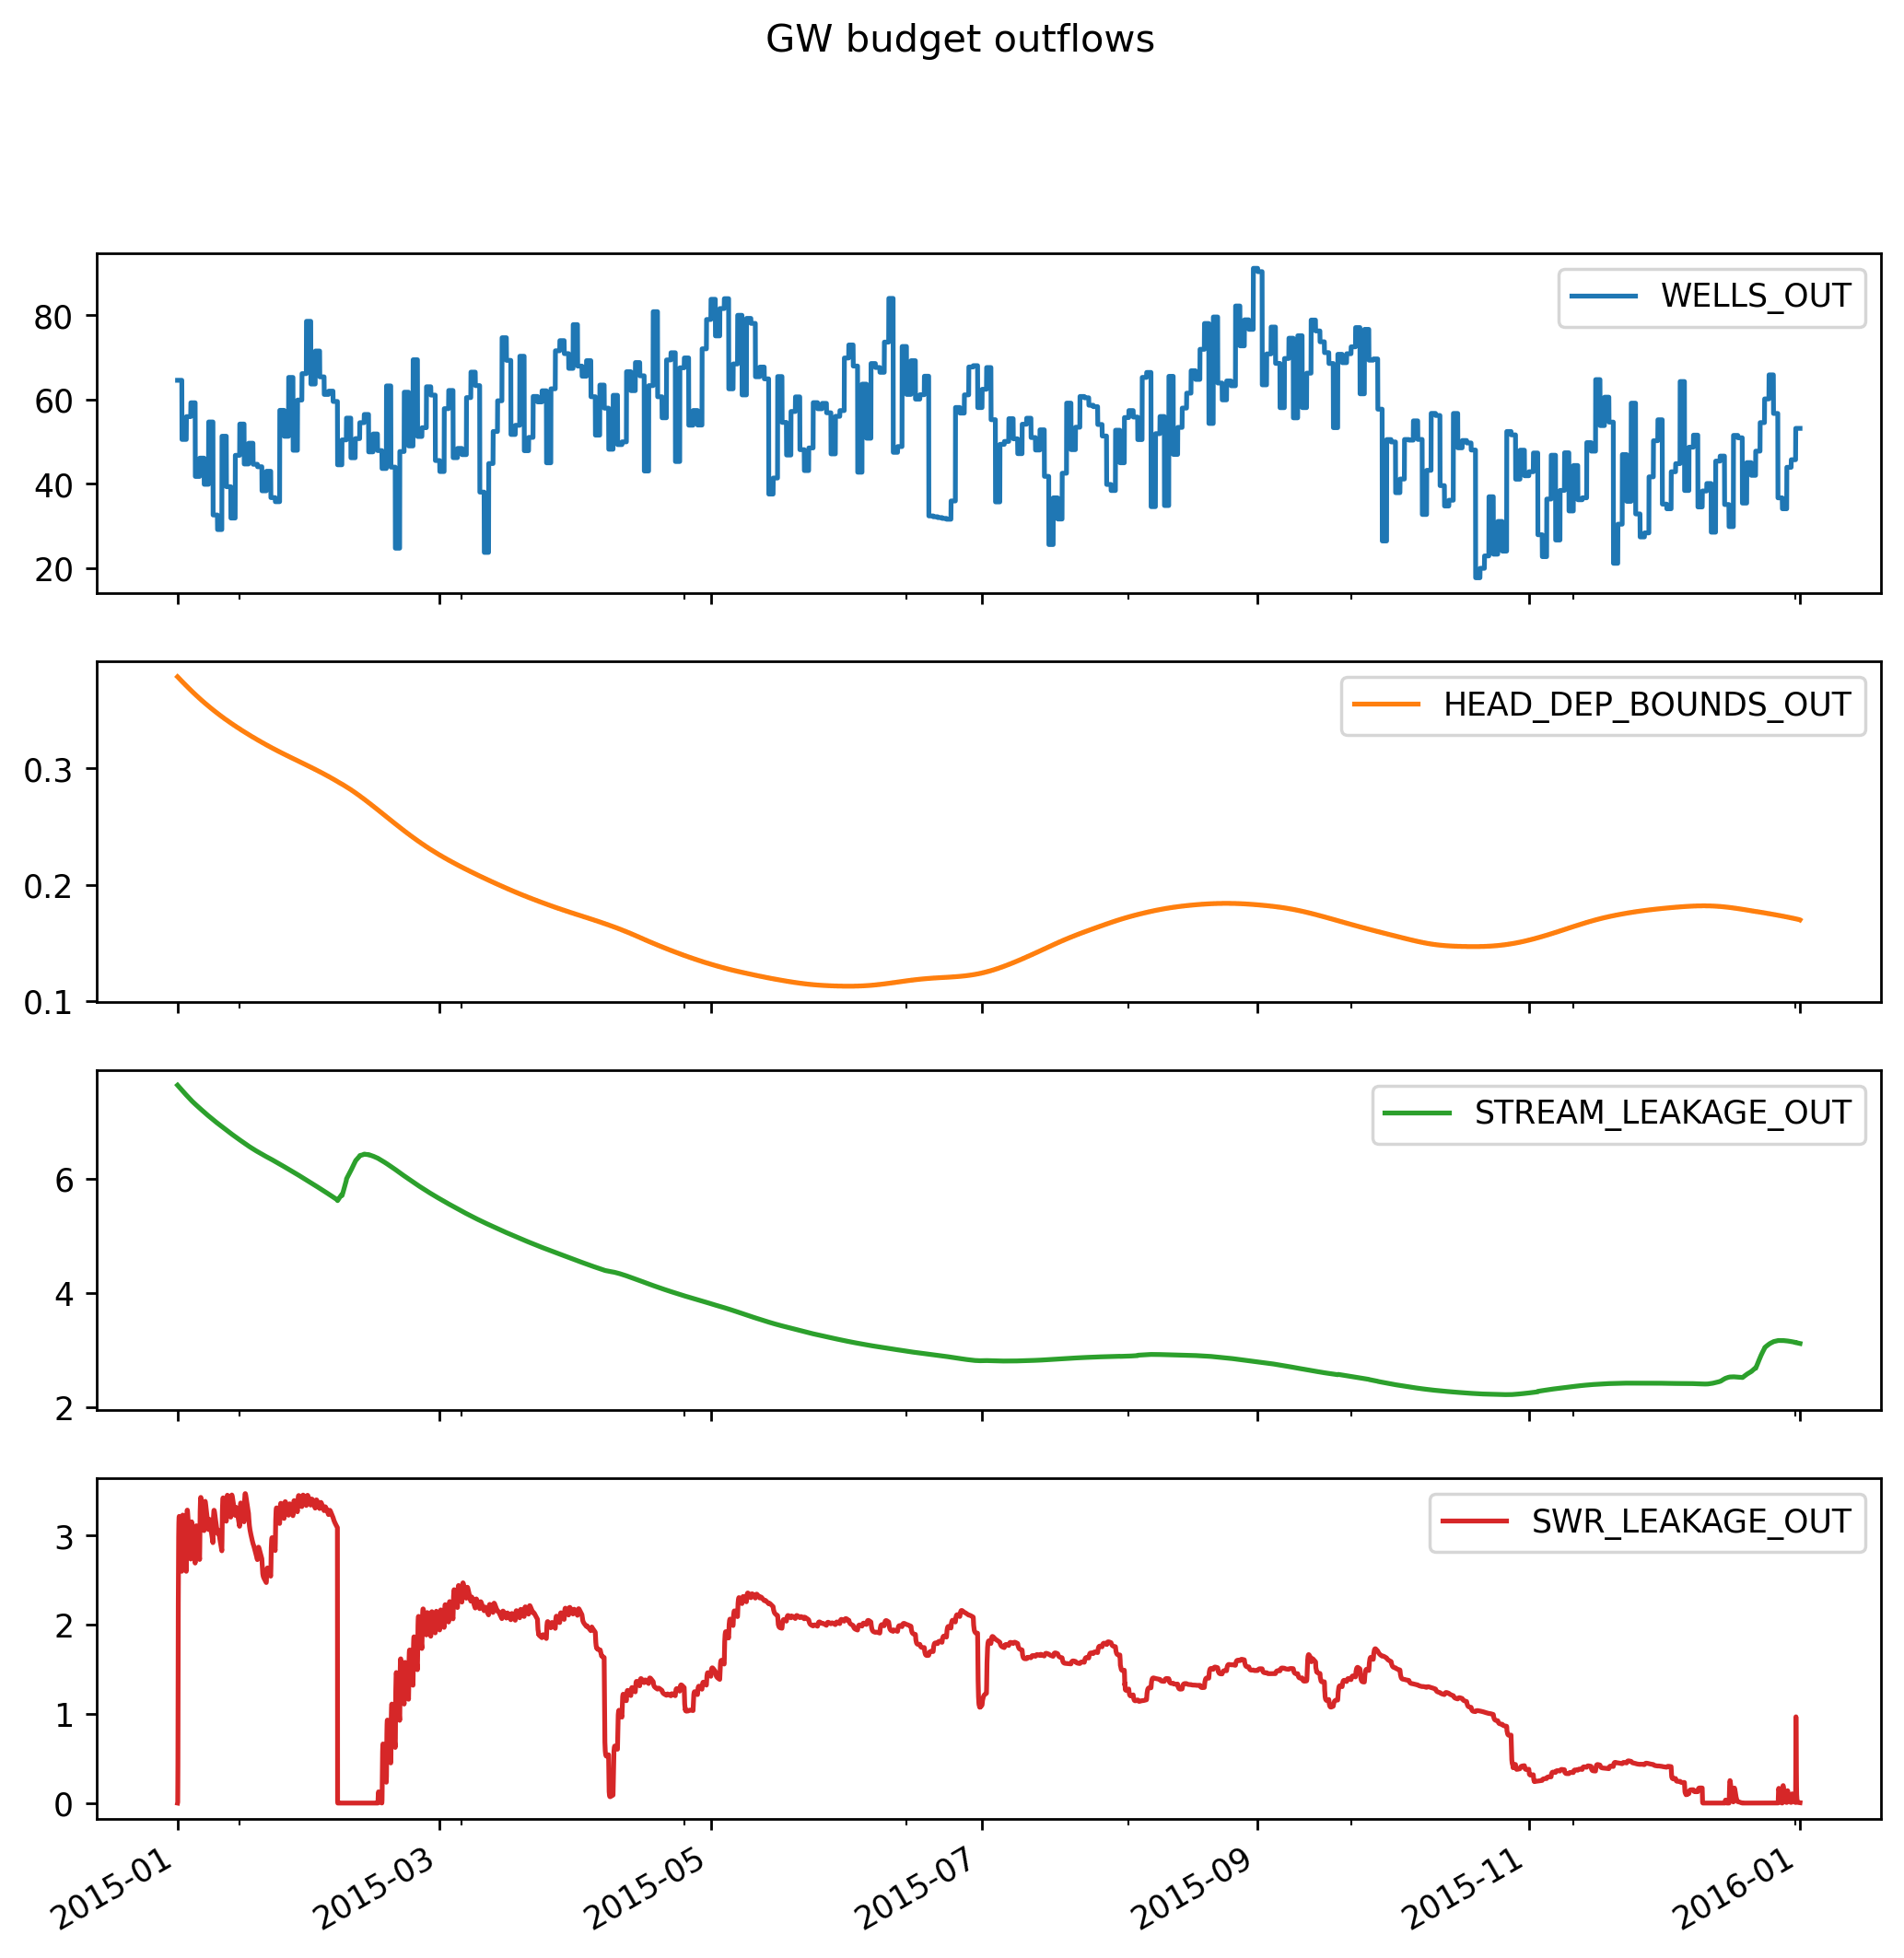 GW budget outflows
WELLS_OUT
80
60
40
20
HEAD_DEP_BOUNDS_OUT
0.3
0.2
0.1
STREAM_LEAKAGE_OUT
6
4
2
SWR_LEAKAGE_OUT
3
2
1
0
2015-01 2015-03 2015-05 2015-07 2015-09 2015-11 2016-01